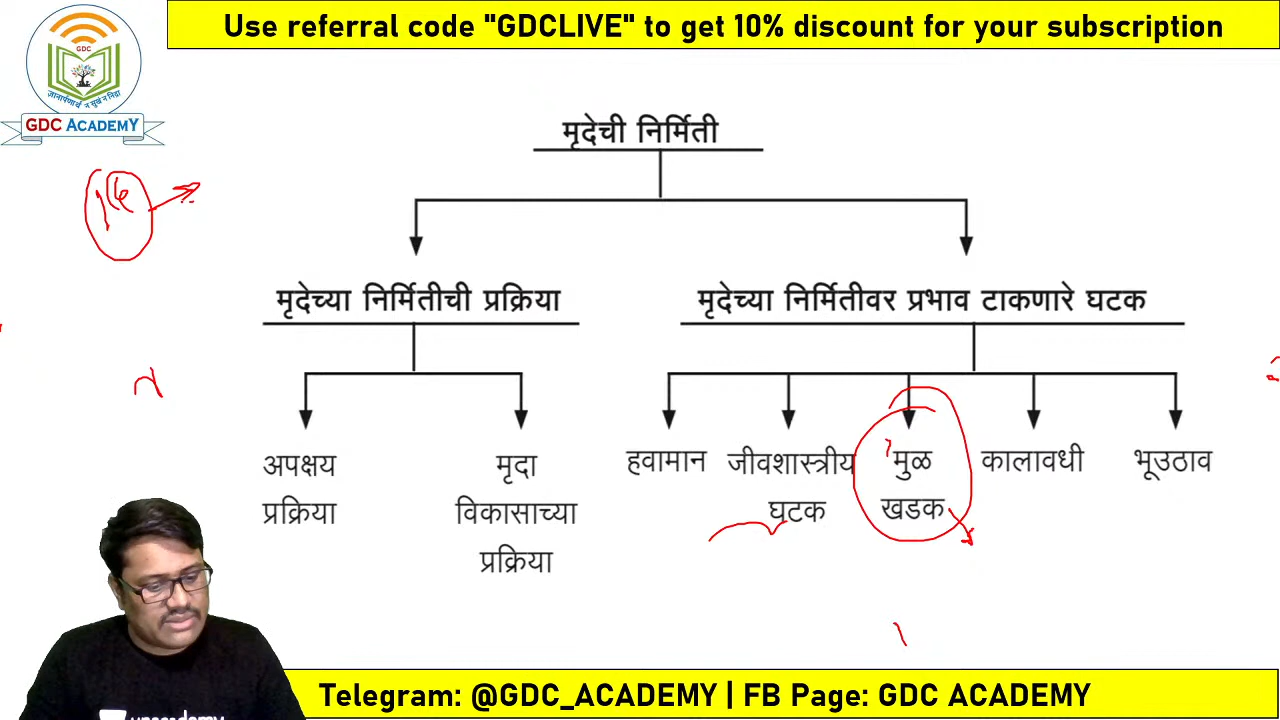 Use referral code "GDCLIVE" to get 10% discount for your subscription
GDC
ज्ञानार्पणार्थ न सुखं न निद्रा
GDC ACADEMY
मृदेची निर्मिती
मृदेच्या निर्मितीची प्रक्रिया
मृदेच्या निर्मितीवर प्रभाव टाकणारे घटक
अपक्षय
प्रक्रिया
मृदा
विकासाच्या
प्रक्रिया
हवामान
जीवशास्त्रीय
घटक
मुळ
खडक
कालावधी
भूउठाव
Telegram: @GDC_ACADEMY | FB Page: GDC ACADEMY